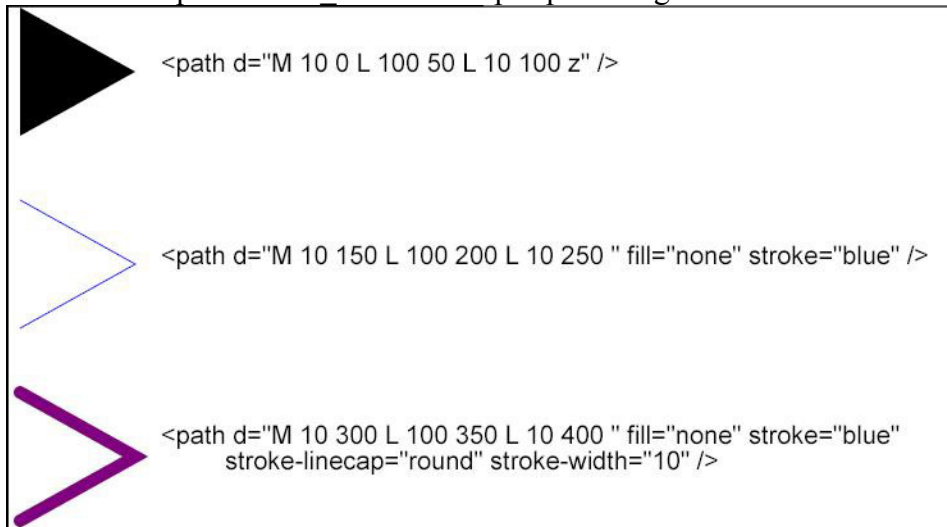 <path d="M 10 0 L 100 50 L 10 100 z" />
<path d="M 10 150 L 100 200 L 10 250 " fill="none" stroke="blue" />
<path d="M 10 300 L 100 350 L 10 400 " fill="none" stroke="blue"
stroke-linecap="round" stroke-width="10" />